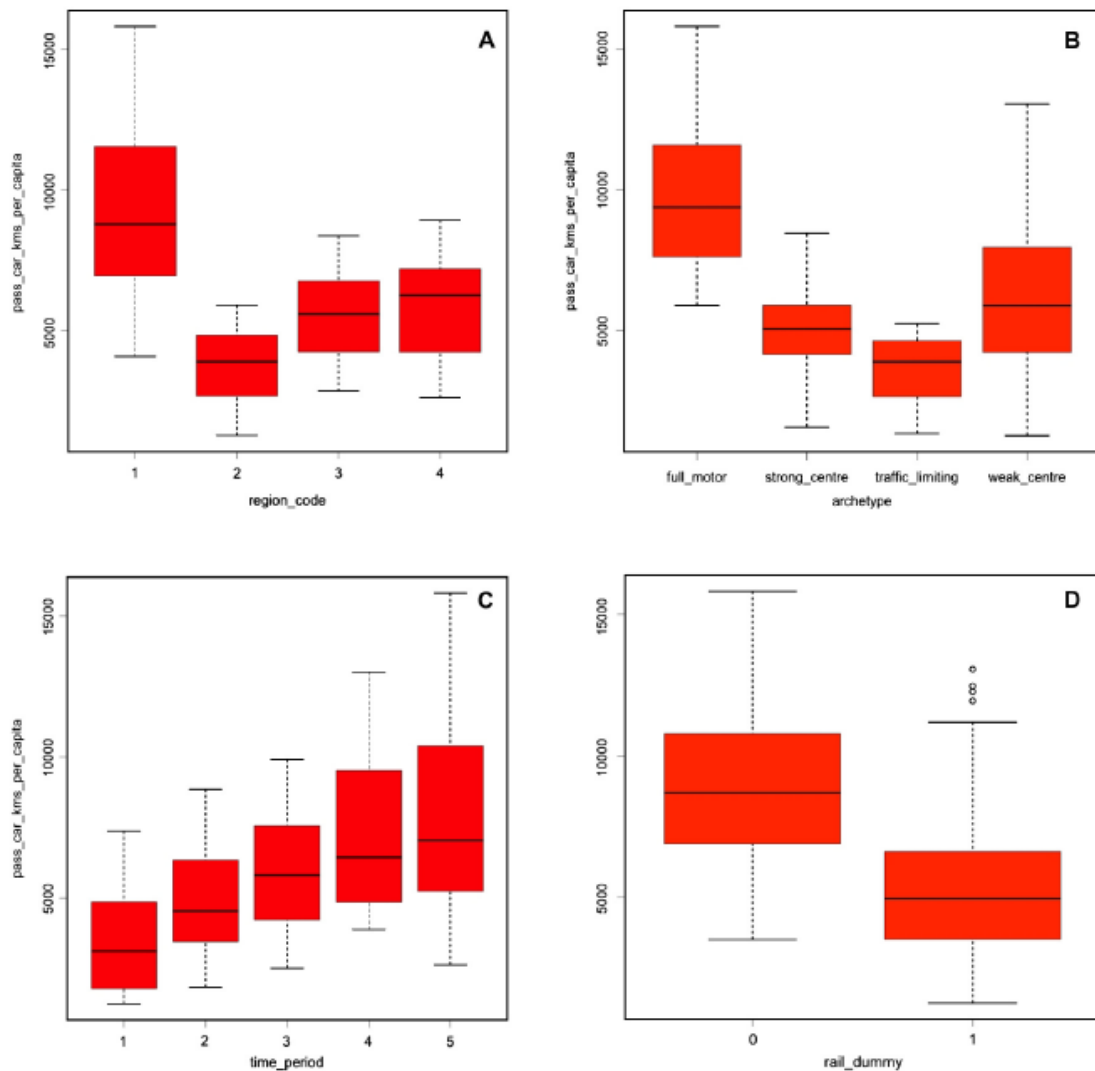 A
pass_car_kms_per_capita
15000
10000
5000
1 2 3 4
region_code
B
pass_car_kms_per_capita
15000
10000
5000
full_motor strong_centre traffic_limiting weak_centre
archetype
C
pass_car_kms_per_capita
15000
10000
5000
1 2 3 4 5
time_period
D
pass_car_kms_per_capita
15000
10000
5000
0 1
rail_dummy